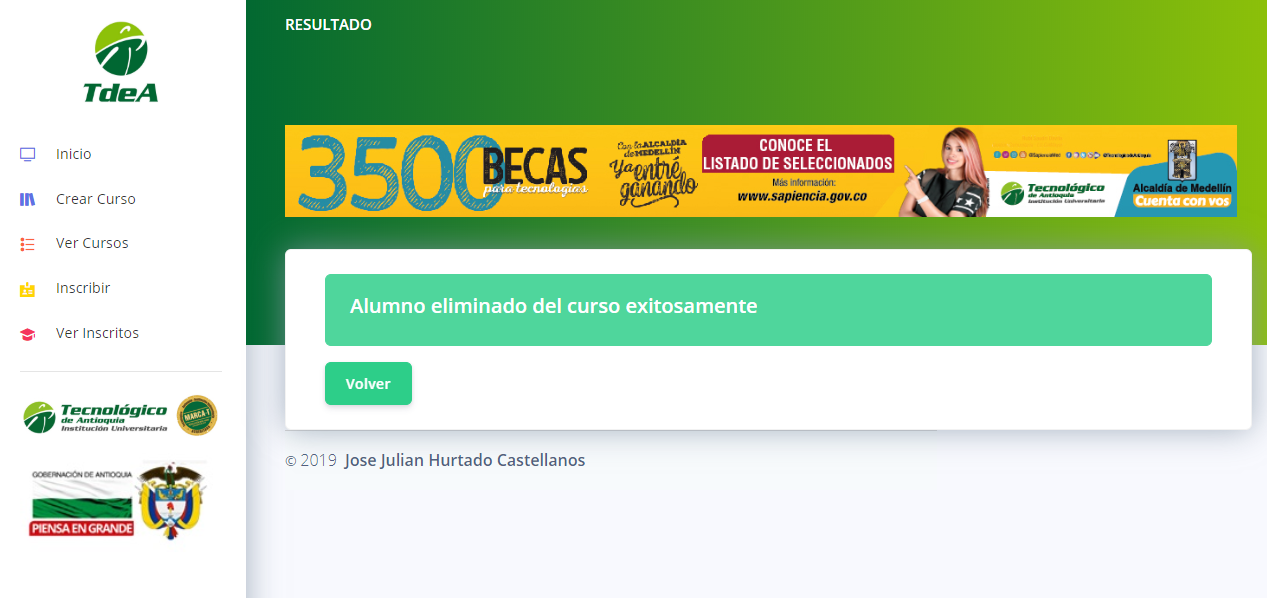 TdeA
Inicio
Crear Curso
Ver Cursos
Inscribir
Ver Inscritos
Tecnológico
de Antioquia
Institución Universitaria
MARCA 1
GOBERNACIÓN DE ANTIOQUIA
PIENSA EN GRANDE
RESULTADO
3500 BECAS
para tecnologías
Con la ALCALDÍA
de MEDELLÍN
Ya entré
ganando
CONOCE EL
LISTADO DE SELECCIONADOS
Más información:
www.sapiencia.gov.co
Tecnológico
de Antioquia
Institución Universitaria
Alcaldía de Medellín
Cuenta con vos
Alumno eliminado del curso exitosamente
Volver
© 2019 Jose Julian Hurtado Castellanos